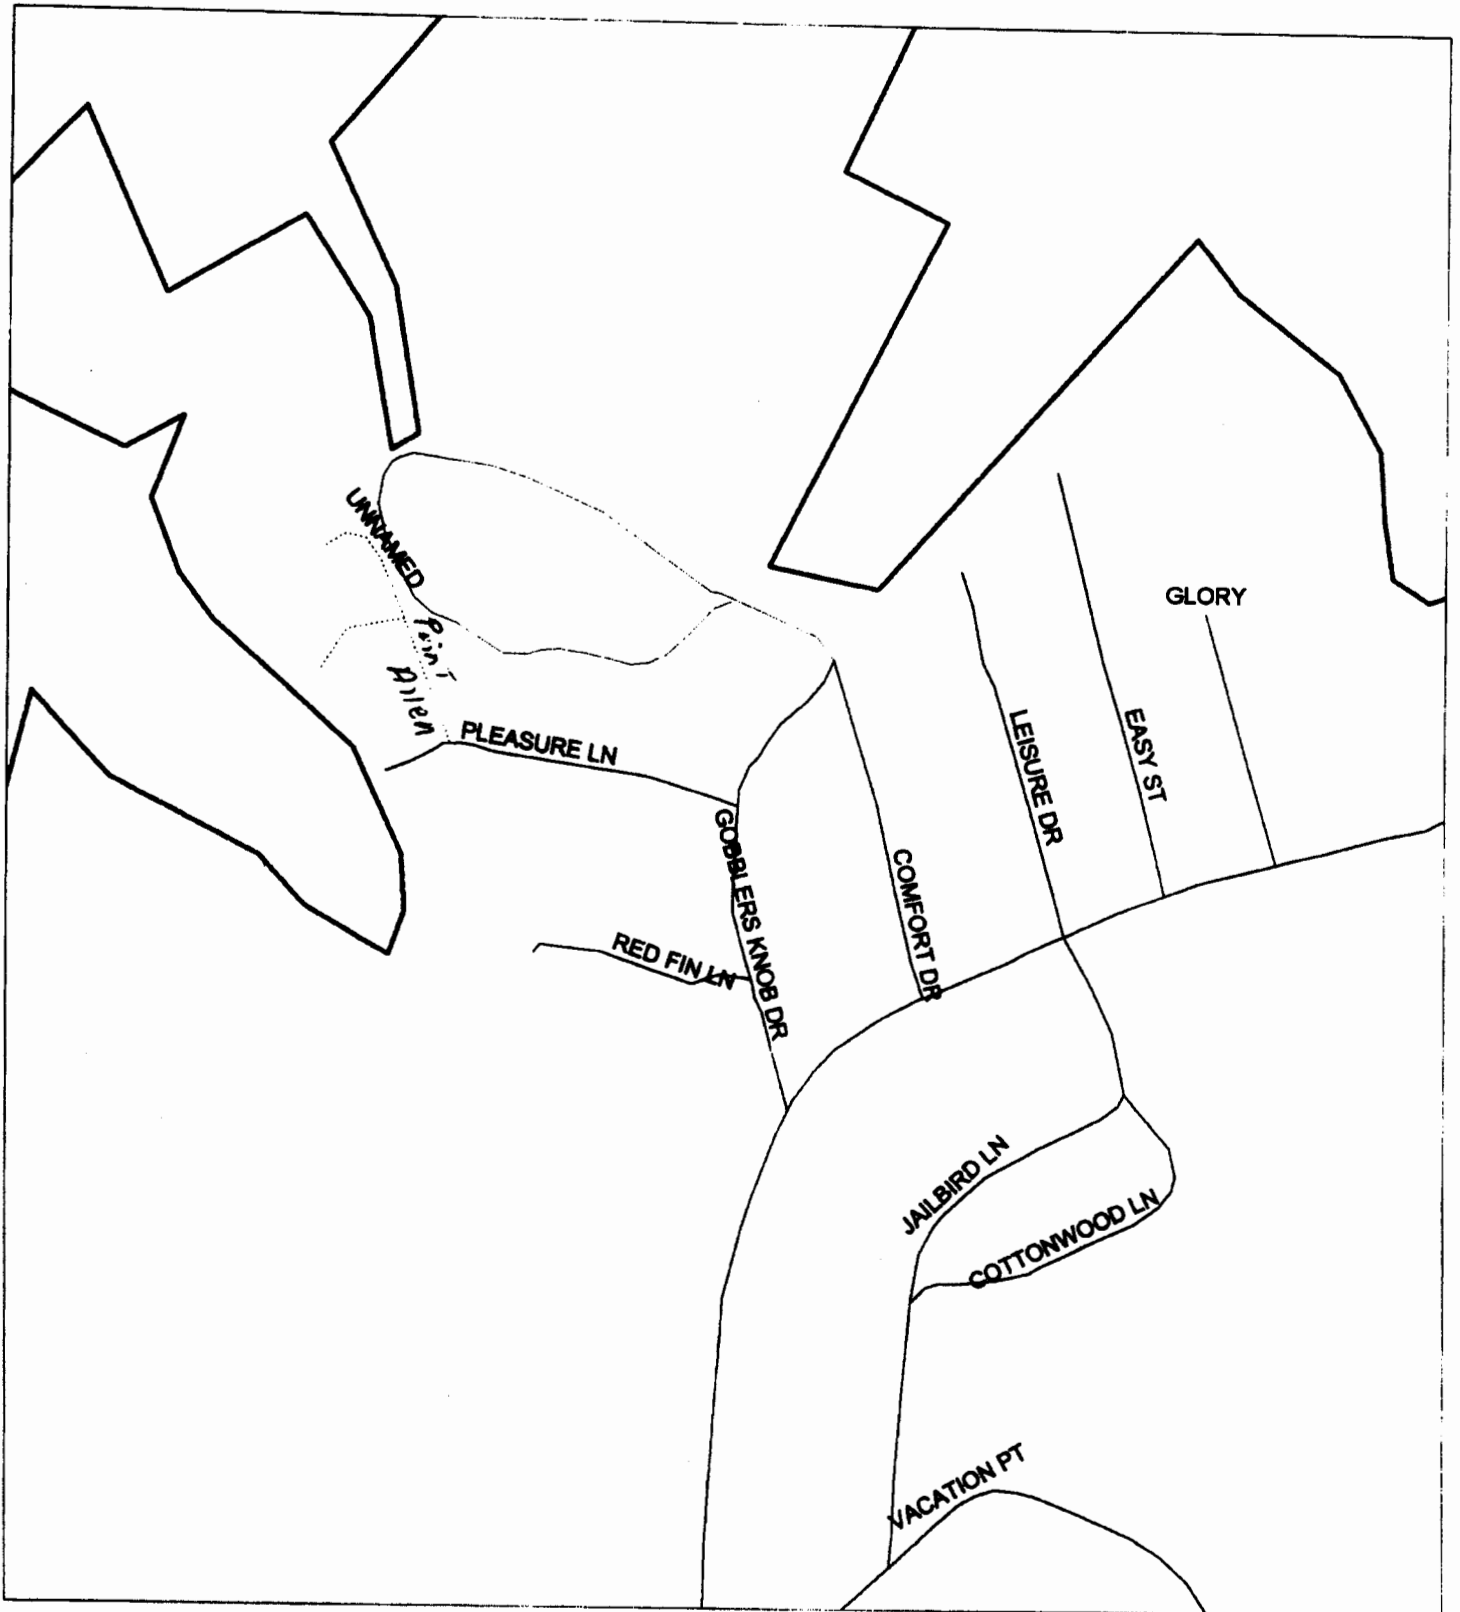 UNNAMED
GLORY
Point
Allen
PLEASURE LN
LEISURE DR
EASY ST
GOBBLERS KNOB DR
COMFORT DR
RED FIN LN
JAILBIRD LN
COTTONWOOD LN
VACATION PT